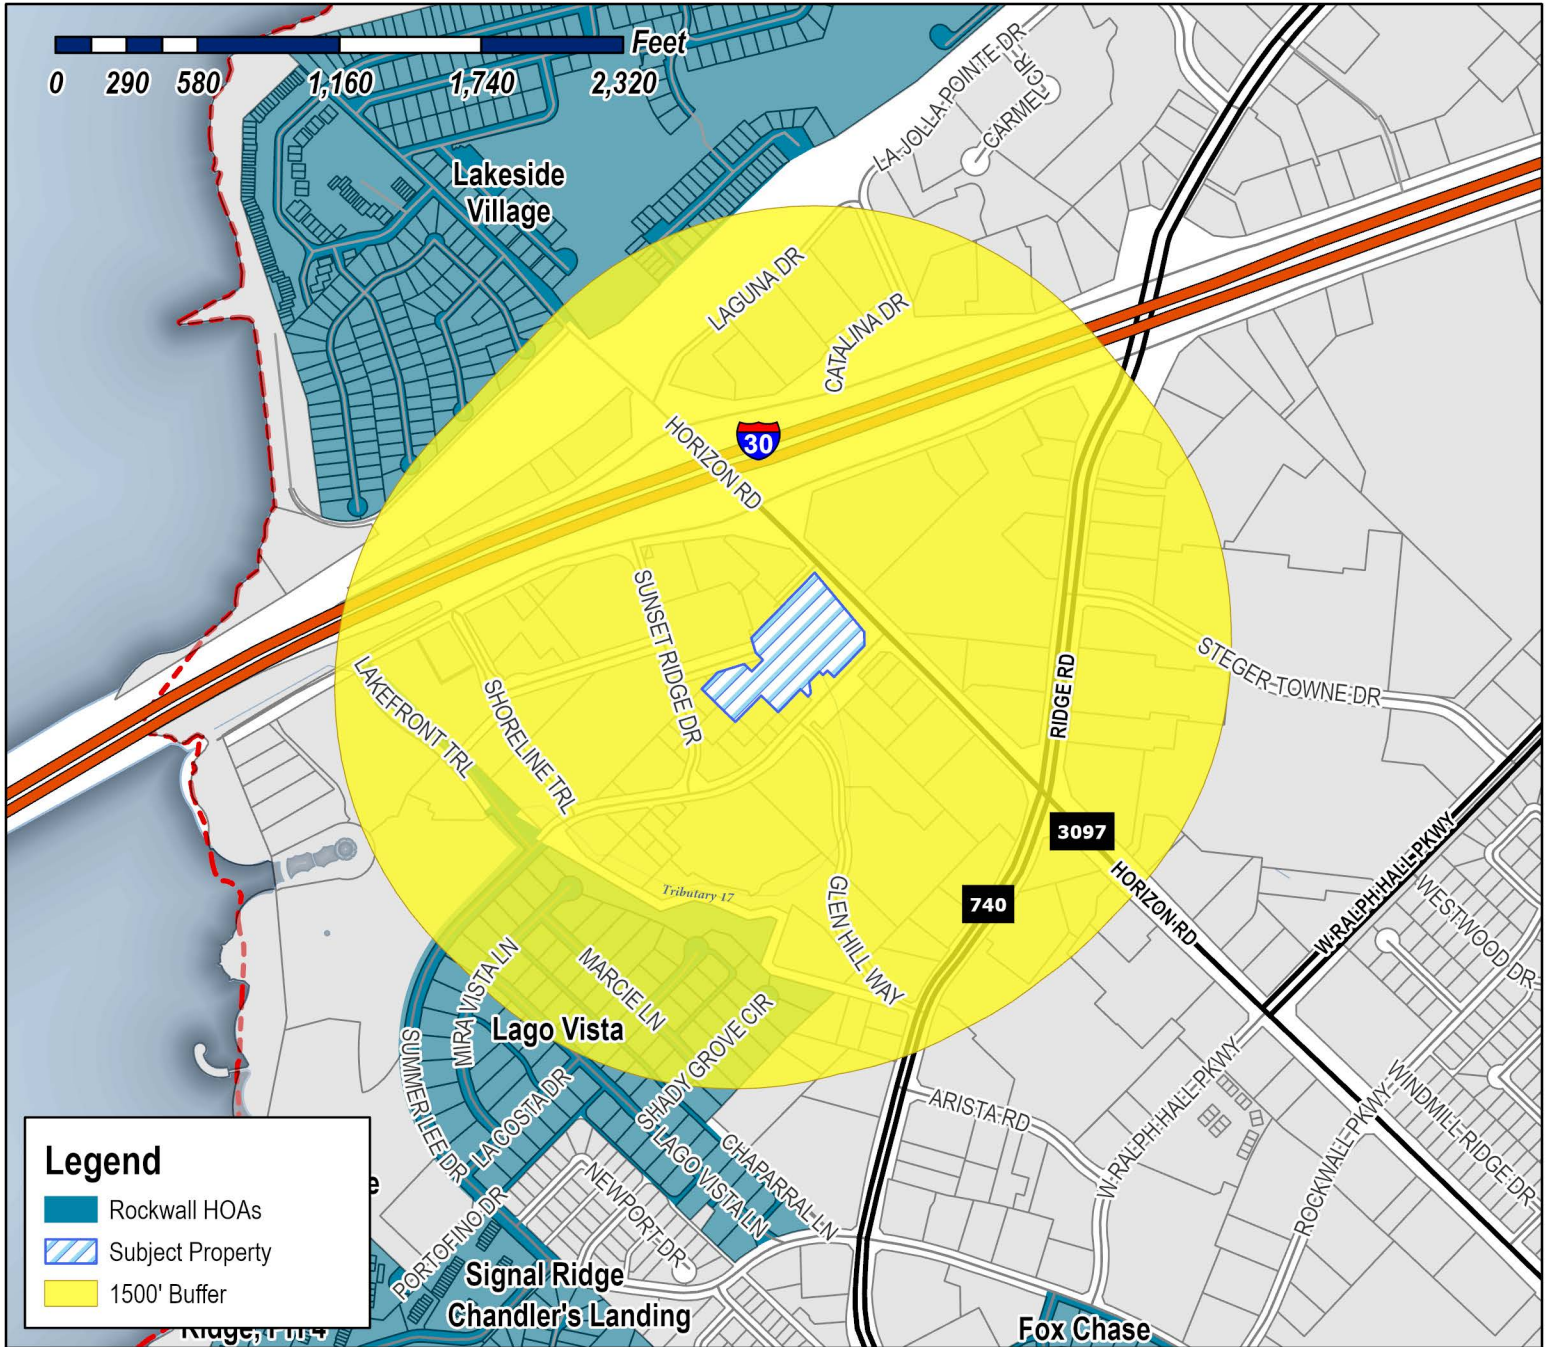 Feet
0 290 580 1,160 1,740 2,320
LA JOLLA POINTE DR
CARMEL CIR
Lakeside
Village
LAGUNA DR
CATALINA DR
HORIZON RD
30
SUNSET RIDGE DR
STEGER TOWNE DR
LAKEFRONT TRL
SHORELINE TRL
RIDGE RD
3097
740
HORIZON RD
W RALPH HALL PKWY
WESTWOOD DR
Tributary 17
GLEN HILL WAY
MIRA VISTA LN
MARCIE LN
Lago Vista
SHADY GROVE CIR
SUMMER LEE DR
LACOSTA DR
LAGO VISTA LN
CHAPARRAL LN
ARISTA RD
W RALPH HALL PKWY
WINDMILL RIDGE DR
ROCKWALL PKWY
PORTOFINO DR
NEWPORT DR
Signal Ridge
Chandler's Landing
Fox Chase
Legend
Rockwall HOAs
Subject Property
1500' Buffer
e
Ridge, PH 4